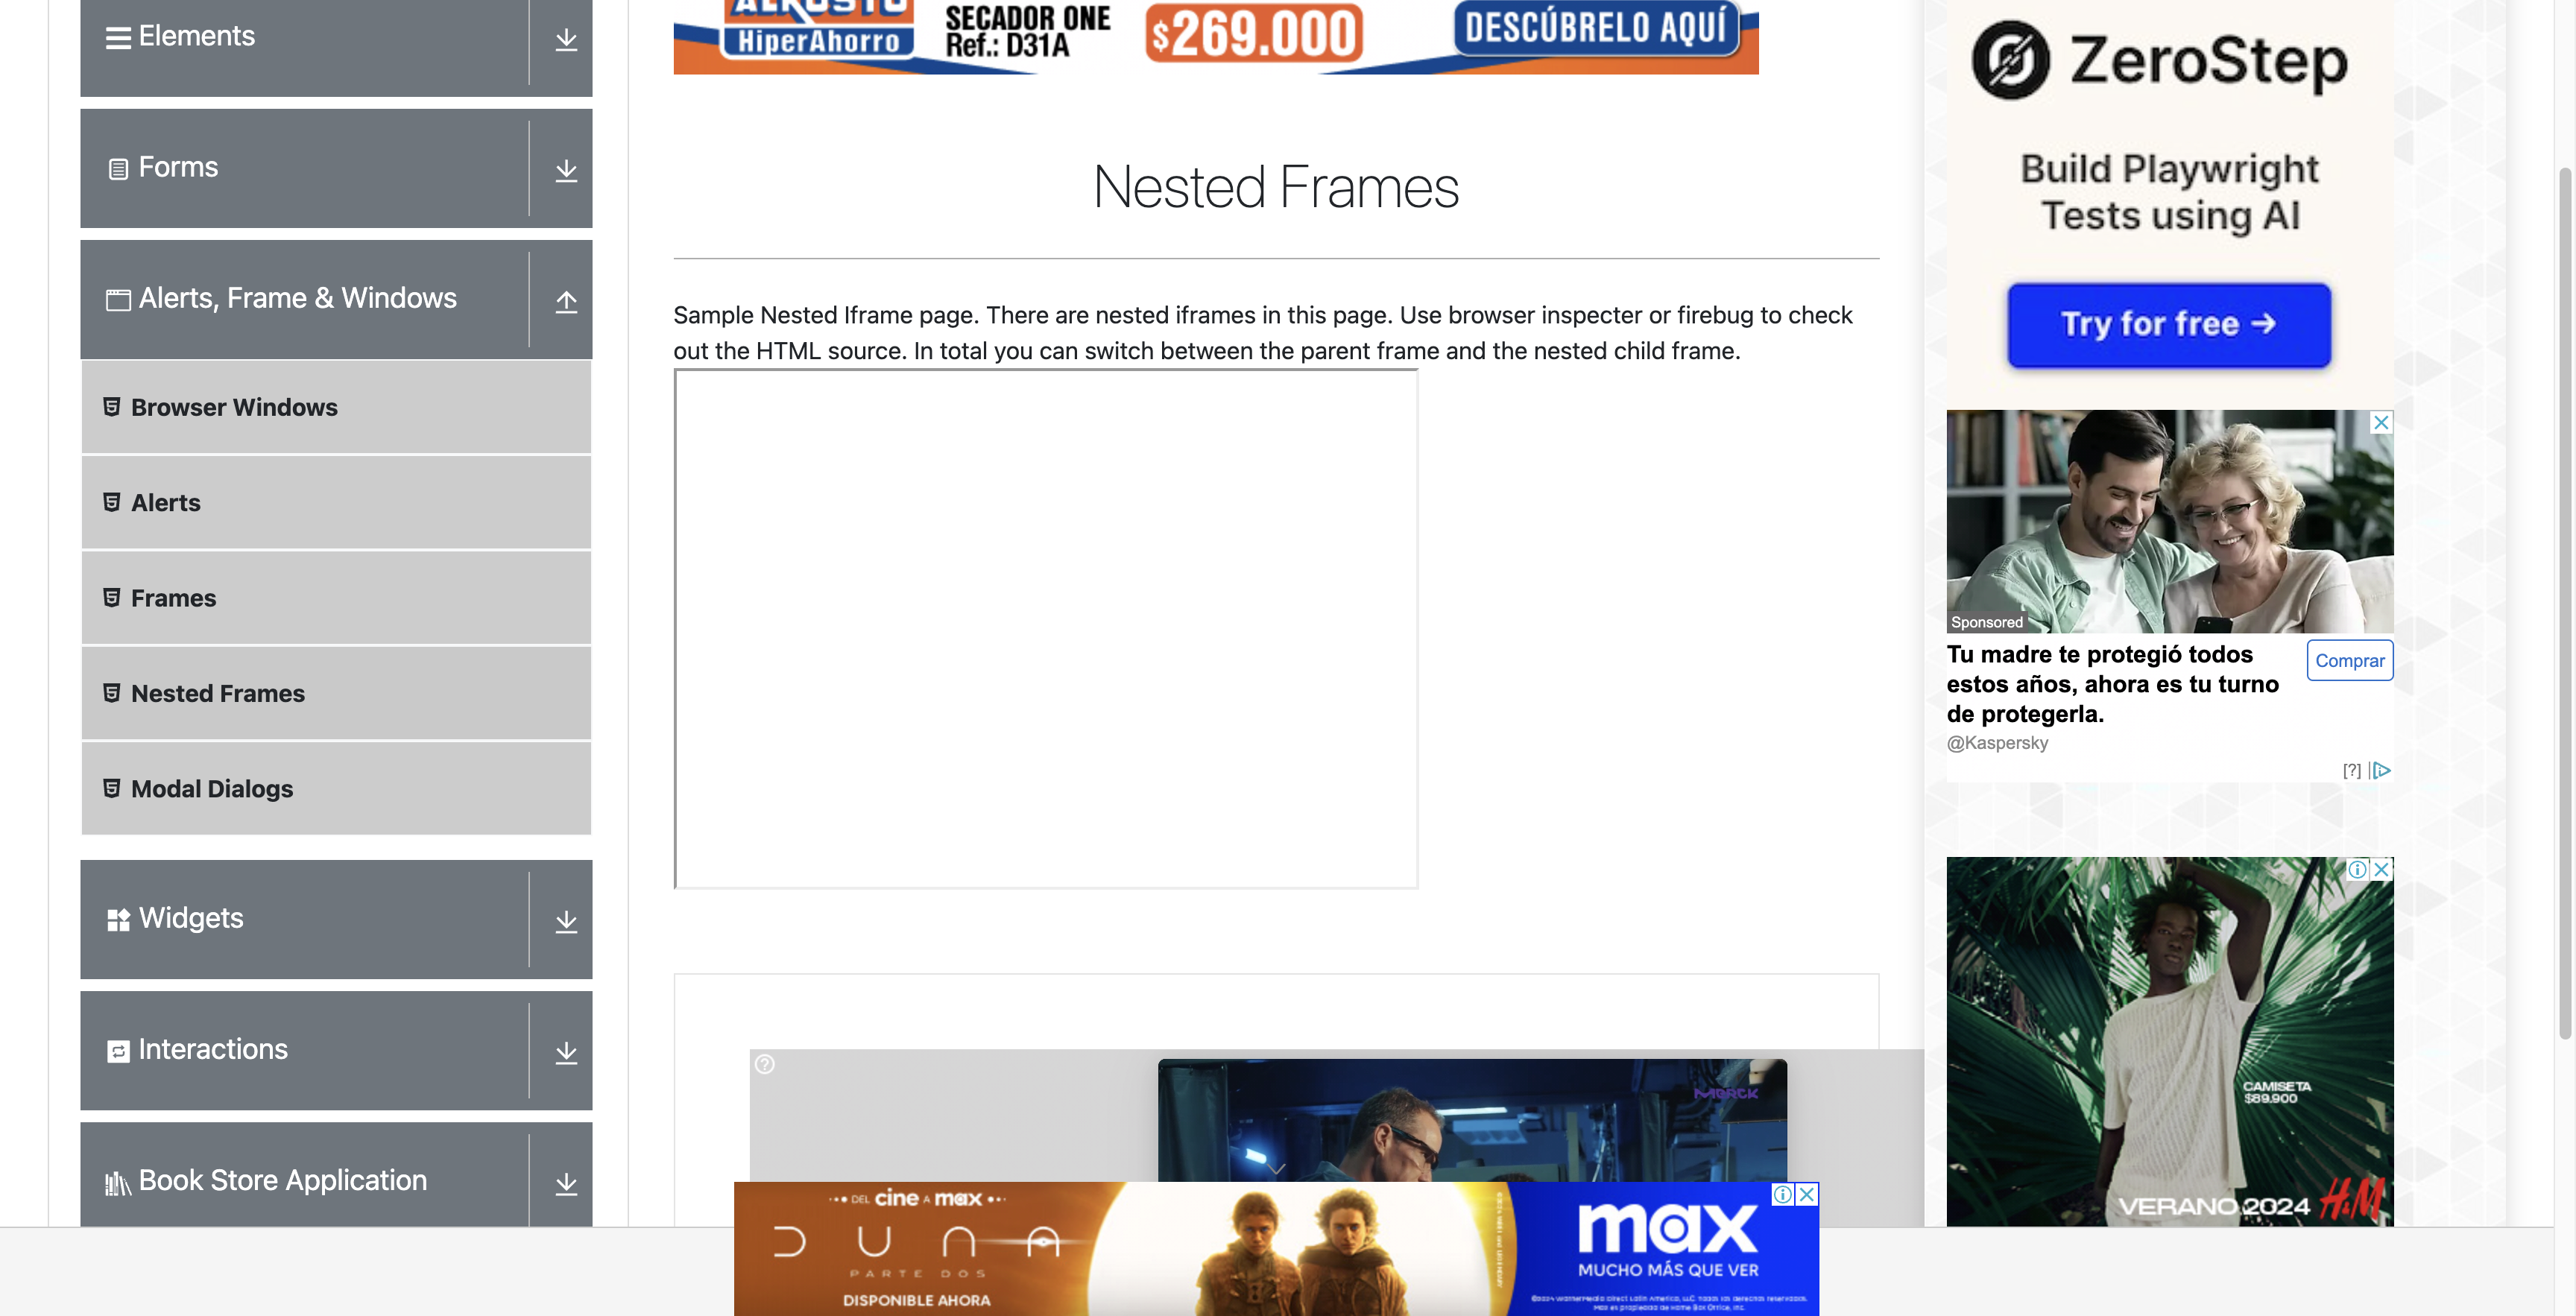 Elements
Forms
Alerts, Frame & Windows
Browser Windows
Alerts
Frames
Nested Frames
Modal Dialogs
Widgets
Interactions
Book Store Application
HiperAhorro
SECADOR ONE
Ref.: D31A
$269.000
DESCÚBRELO AQUÍ
Nested Frames
Sample Nested Iframe page. There are nested iframes in this page. Use browser inspecter or firebug to check
out the HTML source. In total you can switch between the parent frame and the nested child frame.
MERCK
DEL cine A max
DUNA
PARTE DOS
DISPONIBLE AHORA
max
MUCHO MÁS QUE VER
ZeroStep
Build Playwright
Tests using AI
Try for free →
Sponsored
Tu madre te protegió todos
estos años, ahora es tu turno
de protegerla.
Comprar
@Kaspersky
[?]
CAMISETA
$89.900
VERANO 2024 H&M